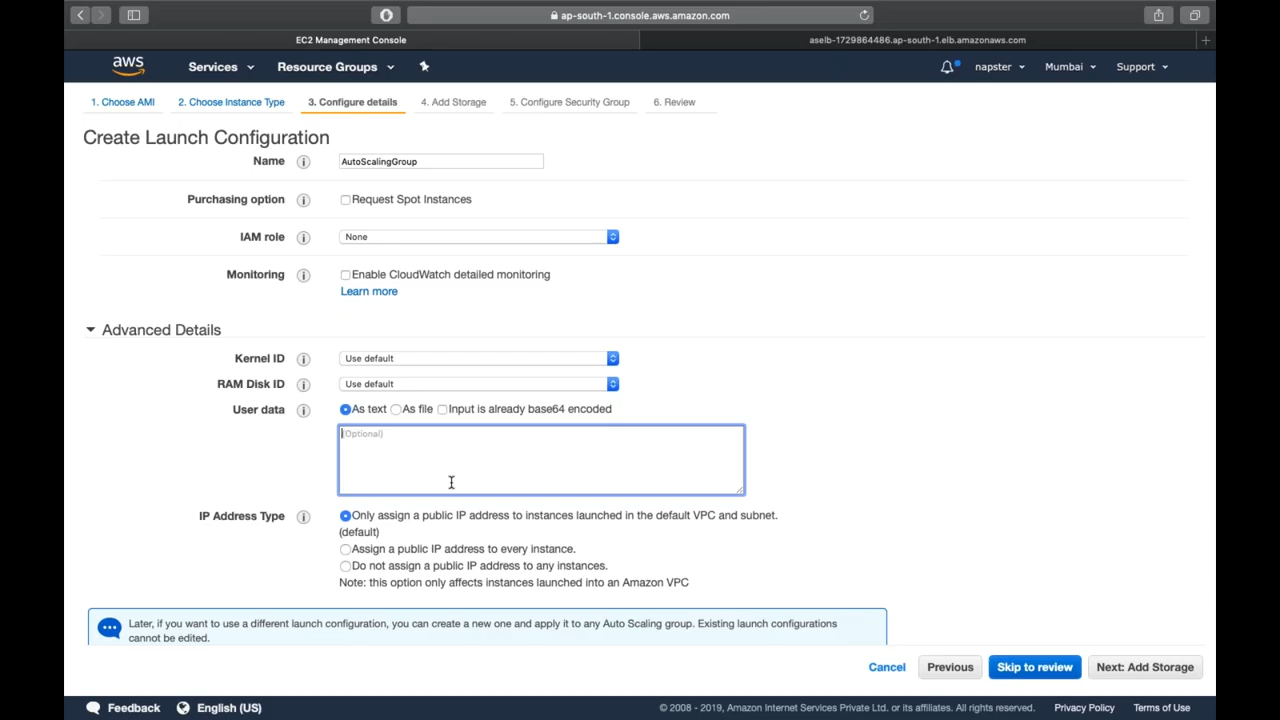 ap-south-1.console.aws.amazon.com
EC2 Management Console
aselb-1729864486.ap-south-1.elb.amazonaws.com
aws
Services
Resource Groups
napster
Mumbai
Support
1. Choose AMI
2. Choose Instance Type
3. Configure details
4. Add Storage
5. Configure Security Group
6. Review
Create Launch Configuration
Name
AutoScalingGroup
Purchasing option
Request Spot Instances
IAM role
None
Monitoring
Enable CloudWatch detailed monitoring
Learn more
Advanced Details
Kernel ID
Use default
RAM Disk ID
Use default
User data
As text
As file
Input is already base64 encoded
(Optional)
IP Address Type
Only assign a public IP address to instances launched in the default VPC and subnet.
(default)
Assign a public IP address to every instance.
Do not assign a public IP address to any instances.
Note: this option only affects instances launched into an Amazon VPC
Later, if you want to use a different launch configuration, you can create a new one and apply it to any Auto Scaling group. Existing launch configurations
cannot be edited.
Cancel
Previous
Skip to review
Next: Add Storage
Feedback
English (US)
© 2008 - 2019, Amazon Internet Services Private Ltd. or its affiliates. All rights reserved.
Privacy Policy
Terms of Use